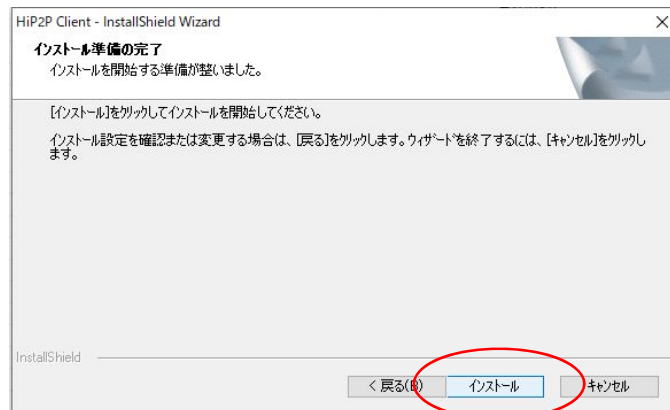 HiP2P Client - InstallShield Wizard
インストール準備の完了
インストールを開始する準備が整いました。
[インストール]をクリックしてインストールを開始してください。
インストール設定を確認または変更する場合は、[戻る]をクリックします。ウィザードを終了するには、[キャンセル]をクリックし
ます。
InstallShield
< 戻る(B)
インストール
キャンセル